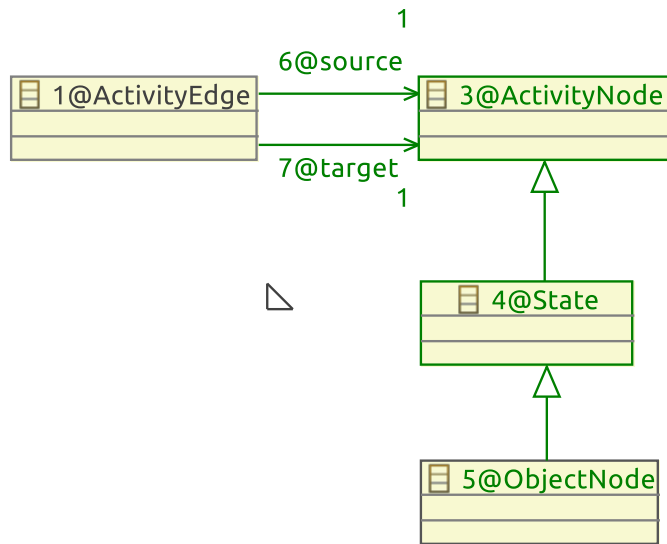 1
6@source
1@ActivityEdge
3@ActivityNode
7@target
1
4@State
5@ObjectNode